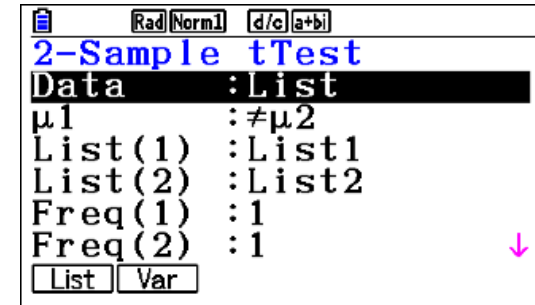 Rad Norm1 d/c a+bi
2-Sample tTest
Data :List
μ1 :≠μ2
List(1) :List1
List(2) :List2
Freq(1) :1
Freq(2) :1 ↓
List Var